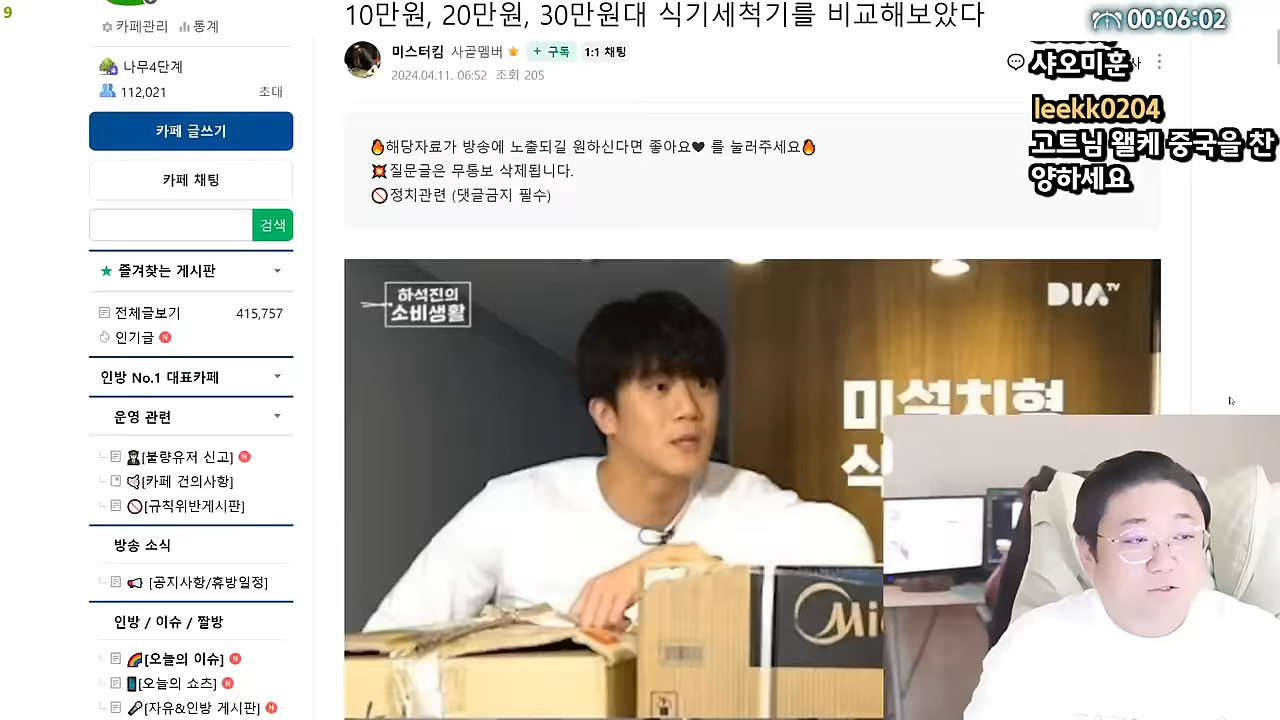 9
카페관리 통계
나무4단계
112,021 초대
카페 글쓰기
카페 채팅
검색
즐겨찾는 게시판
전체글보기 415,757
인기글 N
인방 No.1 대표카페
운영 관련
[불량유저 신고] N
[카페 건의사항]
[규칙위반게시판]
방송 소식
[공지사항/휴방일정]
인방 / 이슈 / 짤방
[오늘의 이슈] N
[오늘의 쇼츠] N
[자유&인방 게시판] N
10만원, 20만원, 30만원대 식기세척기를 비교해보았다
미스터킴 사골멤버 + 구독 1:1 채팅
2024.04.11. 06:52 조회 205
해당자료가 방송에 노출되길 원하신다면 좋아요🖤 를 눌러주세요
질문글은 무통보 삭제됩니다.
정치관련 (댓글금지 필수)
하석진의
소비생활
DIA TV
00:06:02
샤오미훈
leekk0204
고트님 왤케 중국을 찬
양하세요